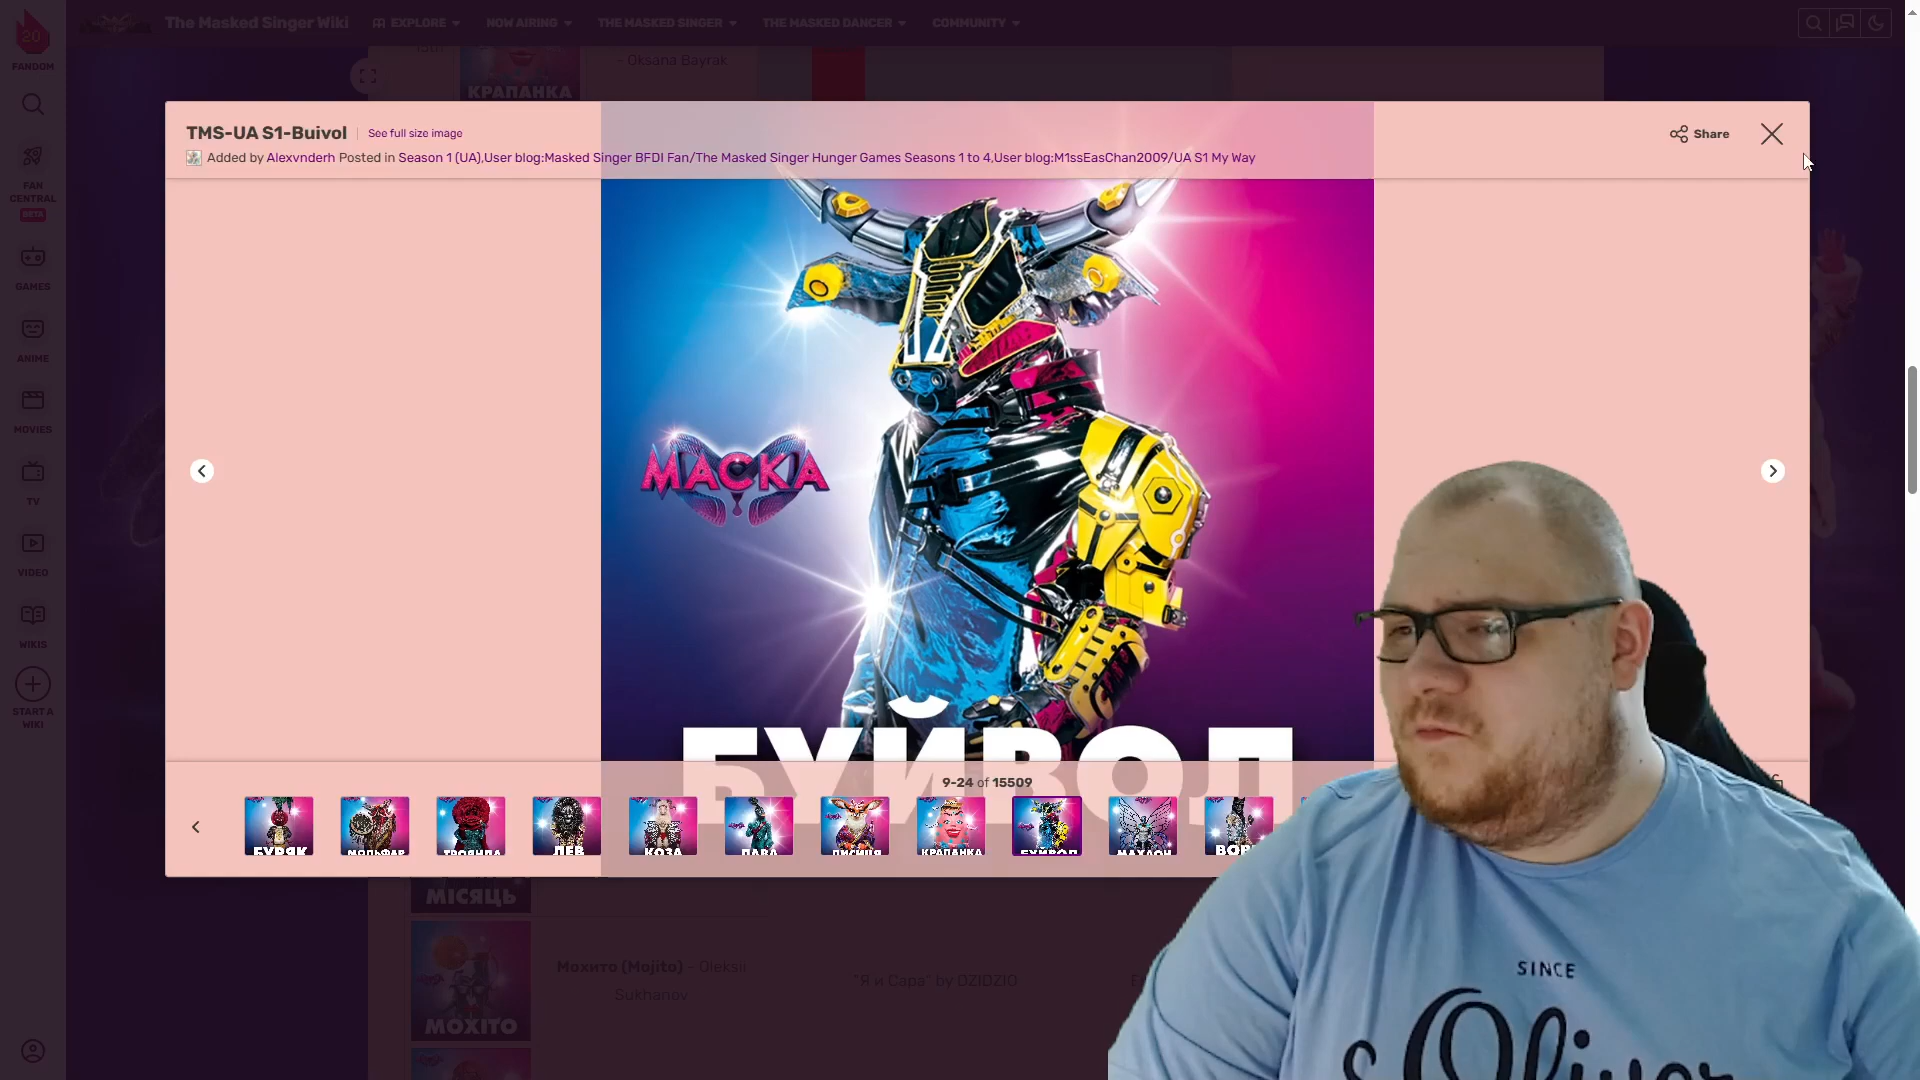 The Masked Singer Wiki
EXPLORE
NOW AIRING
THE MASKED SINGER
THE MASKED DANCER
COMMUNITY
20
FANDOM
FAN CENTRAL
BETA
GAMES
ANIME
MOVIES
TV
VIDEO
WIKIS
START A WIKI
- Oksana Bayrak
КРАПАНКА
TMS-UA S1-Buivol
See full size image
Share
Added by Alexvnderh Posted in Season 1 (UA),User blog:Masked Singer BFDI Fan/The Masked Singer Hunger Games Seasons 1 to 4,User blog:M1ssEasChan2009/UA S1 My Way
МАСКА
БУЙВОЛ
9-24 of 15509
БУРЯК
МОЛЬФАР
ТРОЯНДА
ЛЕВ
КОЗА
ПАВА
ЛИСИЦЯ
КРАПАНКА
БУЙВОЛ
МАХАОН
ВОР
МІСЯЦЬ
Мохито (Mojito) - Oleksii Sukhanov
"Я и Сара" by DZIDZIO
МОХІТО
SINCE
Oliver